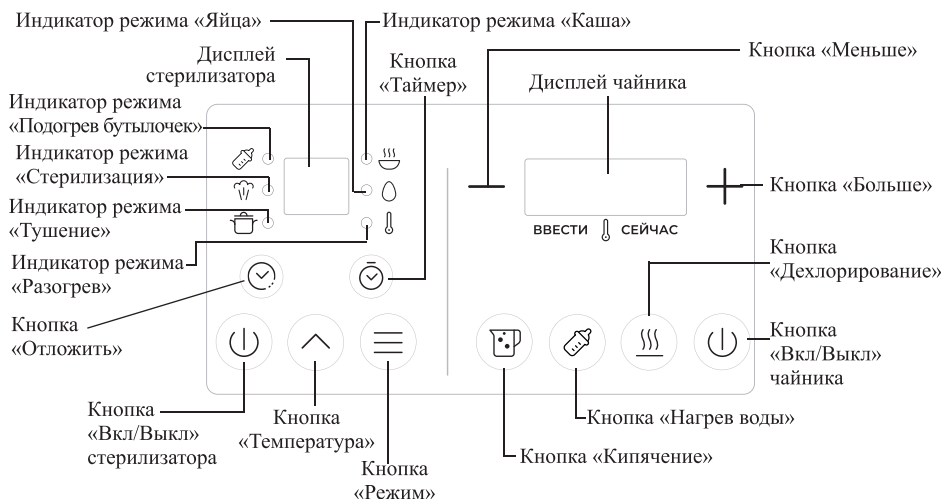 Индикатор режима «Яйца»
Индикатор режима «Каша»
Дисплей
стерилизатора
Кнопка
«Таймер»
Кнопка «Меньше»
Дисплей чайника
Индикатор режима
«Подогрев бутылочек»
Индикатор режима
«Стерилизация»
Кнопка «Больше»
Индикатор режима
«Тушение»
ВВЕСТИ СЕЙЧАС
Кнопка
«Дехлорирование»
Индикатор режима
«Разогрев»
Кнопка
«Отложить»
Кнопка
«Вкл/Выкл»
чайника
Кнопка
«Вкл/Выкл»
стерилизатора
Кнопка
«Температура»
Кнопка «Нагрев воды»
Кнопка «Кипячение»
Кнопка
«Режим»